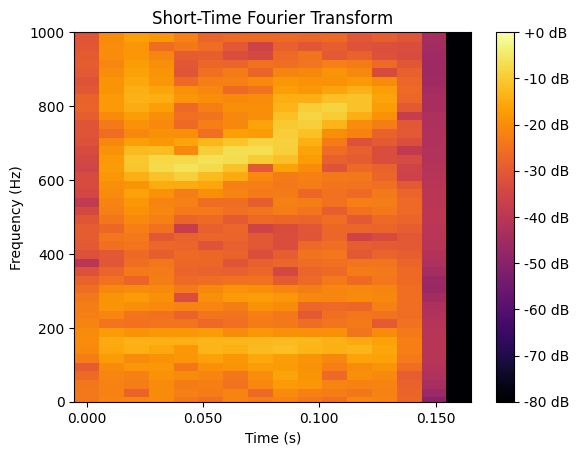 Short-Time Fourier Transform
1000
800
600
400
200
0
Frequency (Hz)
0.000
0.050
0.100
0.150
Time (s)
+0 dB
-10 dB
-20 dB
-30 dB
-40 dB
-50 dB
-60 dB
-70 dB
-80 dB